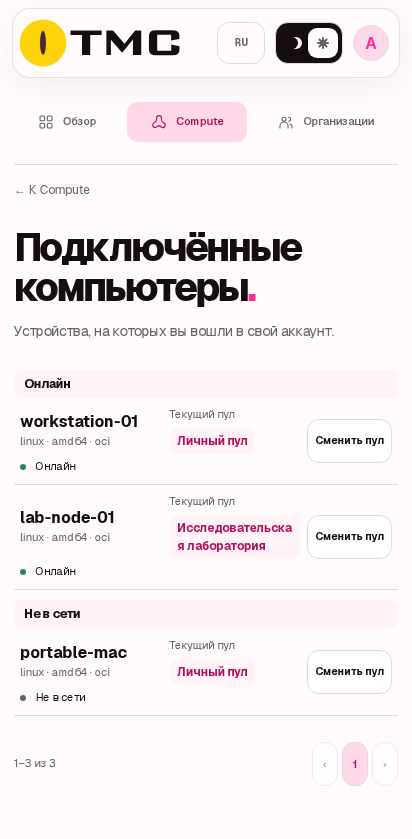 TMC
RU
A
Обзор
Compute
Организации
← К Compute
Подключённые
компьютеры.
Устройства, на которых вы вошли в свой аккаунт.
Онлайн
workstation-01
linux · amd64 · oci
Онлайн
Текущий пул
Личный пул
Сменить пул
lab-node-01
linux · amd64 · oci
Онлайн
Текущий пул
Исследовательска
я лаборатория
Сменить пул
Не в сети
portable-mac
linux · amd64 · oci
Не в сети
Текущий пул
Личный пул
Сменить пул
1–3 из 3
‹
1
›